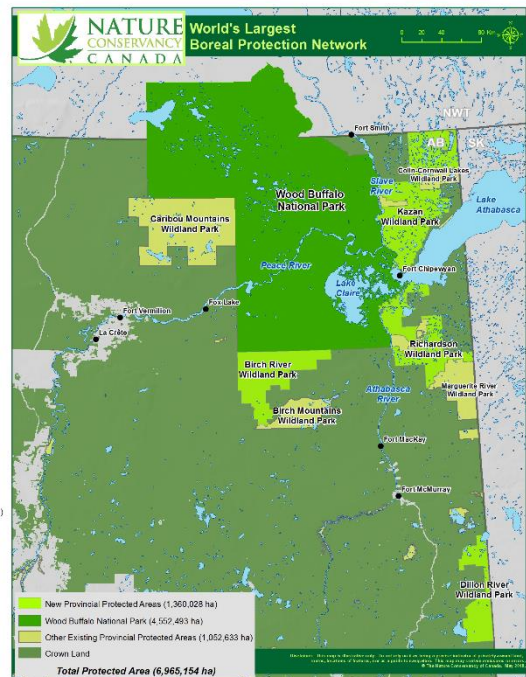 NATURE
CONSERVANCY
CANADA
World's Largest
Boreal Protection Network
0 20 40 60 80 Km
NWT
Fort Smith
AB
SK
Colin-Cornwall Lakes
Wildland Park
Slave
River
Wood Buffalo
National Park
Lake
Athabasca
Caribou Mountains
Wildland Park
Kazan
Wildland Park
Peace River
Fort Chipewyan
Lake
Claire
Fox Lake
Fort Vermilion
La Crête
Richardson
Wildland Park
Birch River
Wildland Park
Marguerite River
Wildland Park
Athabasca
River
Birch Mountains
Wildland Park
Fort MacKay
Fort McMurray
Dillon River
Wildland Park
New Provincial Protected Areas (1,360,028 ha)
Wood Buffalo National Park (4,552,493 ha)
Other Existing Provincial Protected Areas (1,052,633 ha)
Crown Land
Total Protected Area (6,965,154 ha)